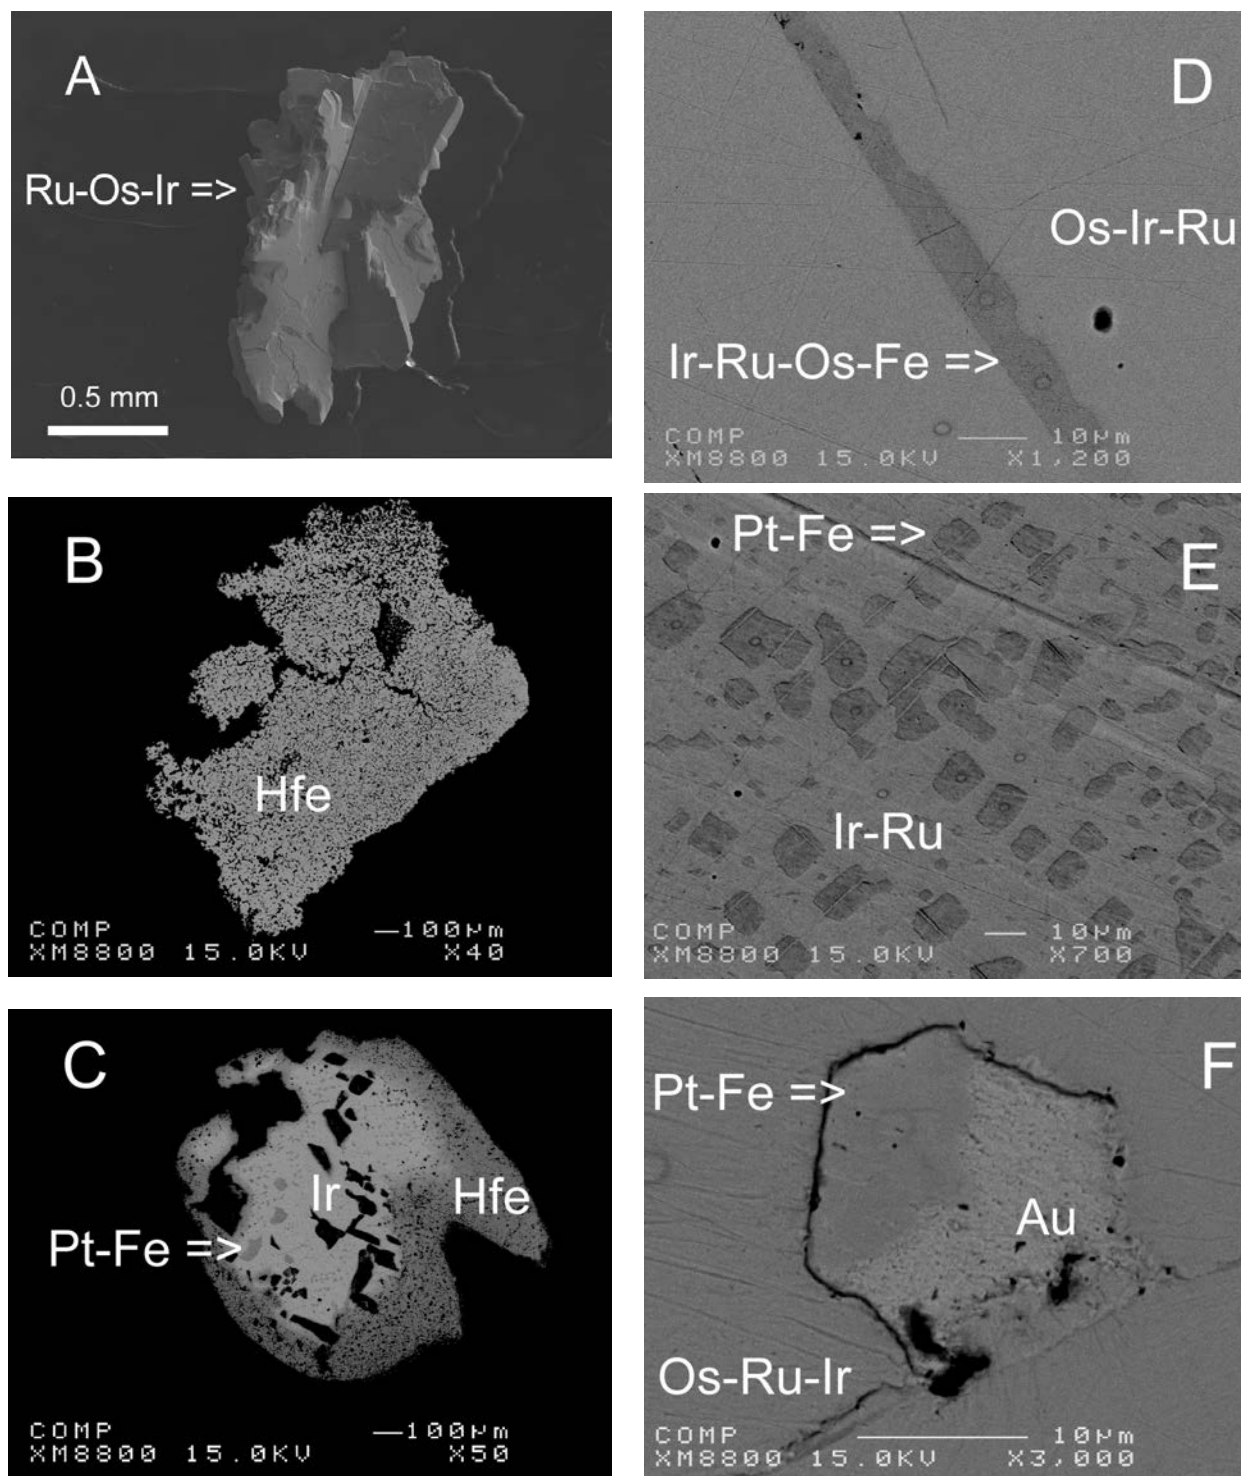 A
Ru-Os-Ir =>
0.5 mm
B
Hfe
COMP 100µm
XM8800 15.0KV X40
C
Ir
Hfe
Pt-Fe =>
COMP 100µm
XM8800 15.0KV X50
D
Os-Ir-Ru
Ir-Ru-Os-Fe =>
COMP 10µm
XM8800 15.0KV X1,200
Pt-Fe =>
E
Ir-Ru
COMP 10µm
XM8800 15.0KV X700
F
Pt-Fe =>
Au
Os-Ru-Ir
COMP 10µm
XM8800 15.0KV X3,000